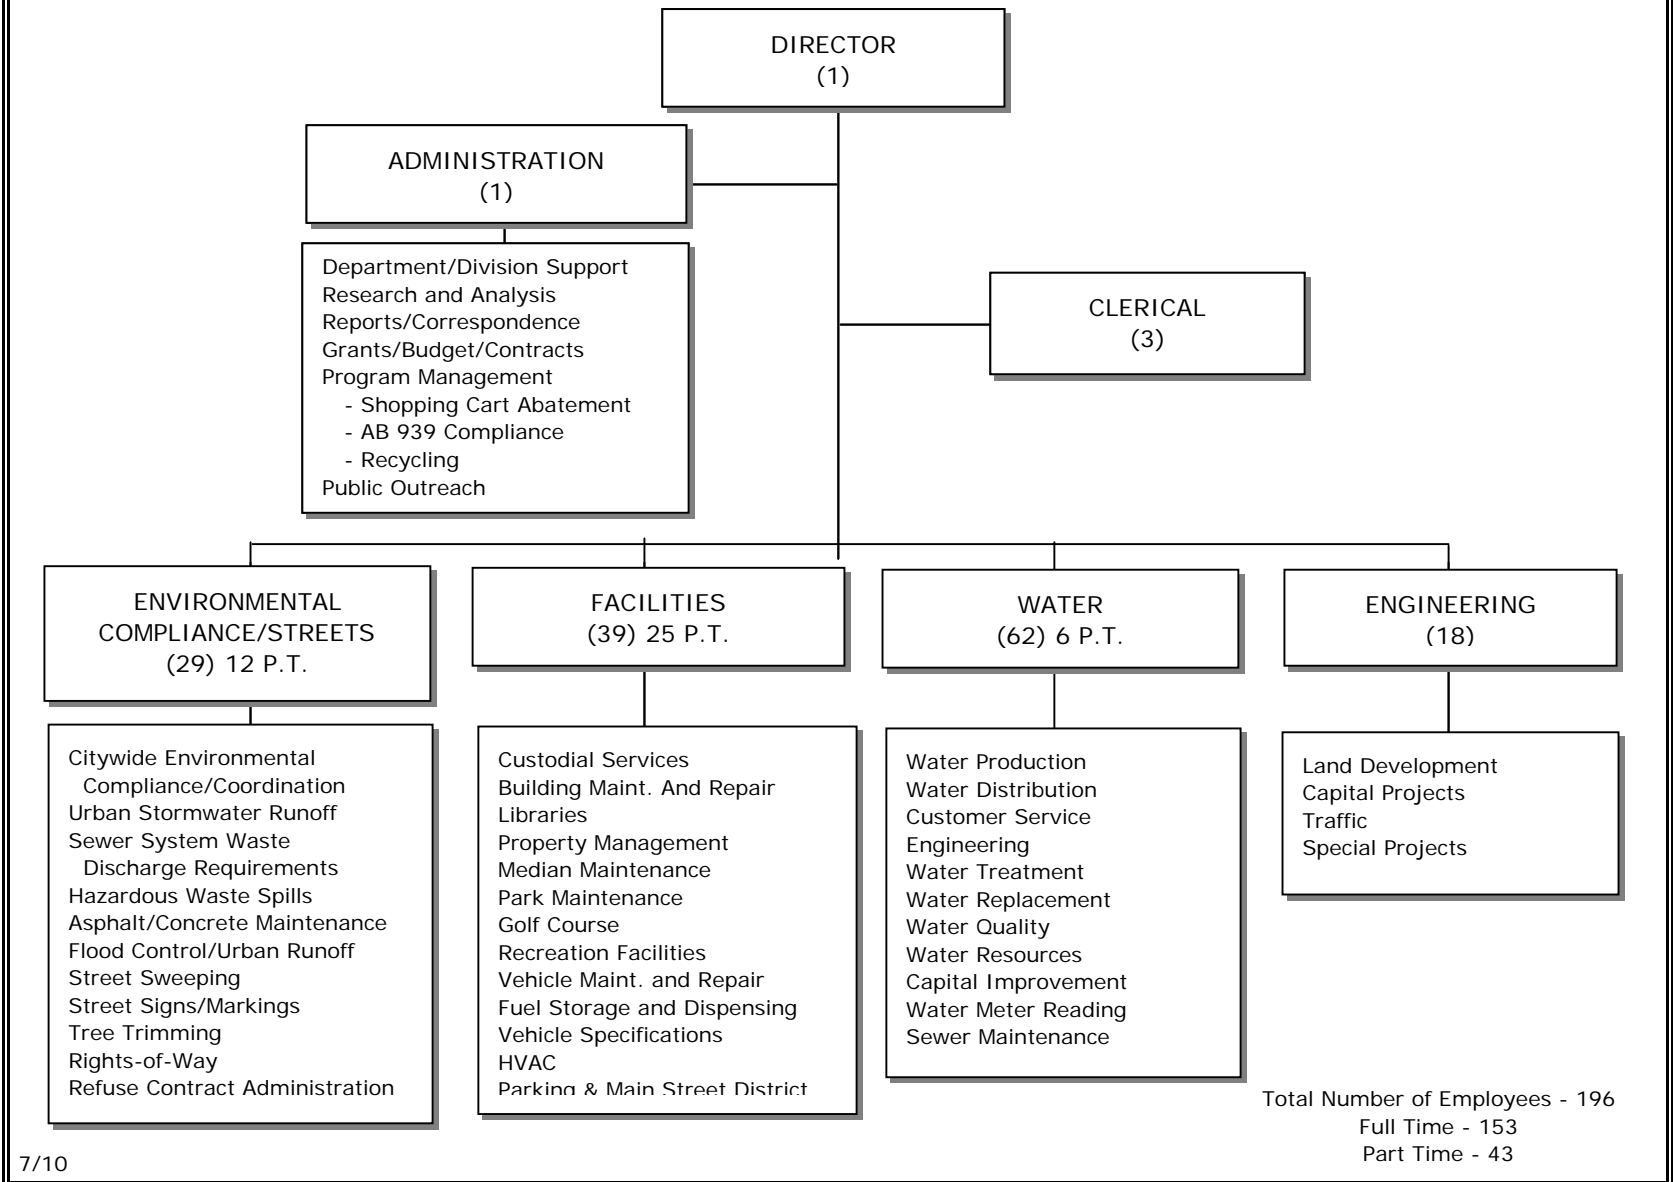 DIRECTOR
(1)
ADMINISTRATION
(1)
Department/Division Support
Research and Analysis
Reports/Correspondence
Grants/Budget/Contracts
Program Management
- Shopping Cart Abatement
- AB 939 Compliance
- Recycling
Public Outreach
CLERICAL
(3)
ENVIRONMENTAL
COMPLIANCE/STREETS
(29) 12 P.T.
Citywide Environmental
Compliance/Coordination
Urban Stormwater Runoff
Sewer System Waste
Discharge Requirements
Hazardous Waste Spills
Asphalt/Concrete Maintenance
Flood Control/Urban Runoff
Street Sweeping
Street Signs/Markings
Tree Trimming
Rights-of-Way
Refuse Contract Administration
FACILITIES
(39) 25 P.T.
Custodial Services
Building Maint. And Repair
Libraries
Property Management
Median Maintenance
Park Maintenance
Golf Course
Recreation Facilities
Vehicle Maint. and Repair
Fuel Storage and Dispensing
Vehicle Specifications
HVAC
Parking & Main Street District
WATER
(62) 6 P.T.
Water Production
Water Distribution
Customer Service
Engineering
Water Treatment
Water Replacement
Water Quality
Water Resources
Capital Improvement
Water Meter Reading
Sewer Maintenance
ENGINEERING
(18)
Land Development
Capital Projects
Traffic
Special Projects
Total Number of Employees - 196
Full Time - 153
Part Time - 43
7/10